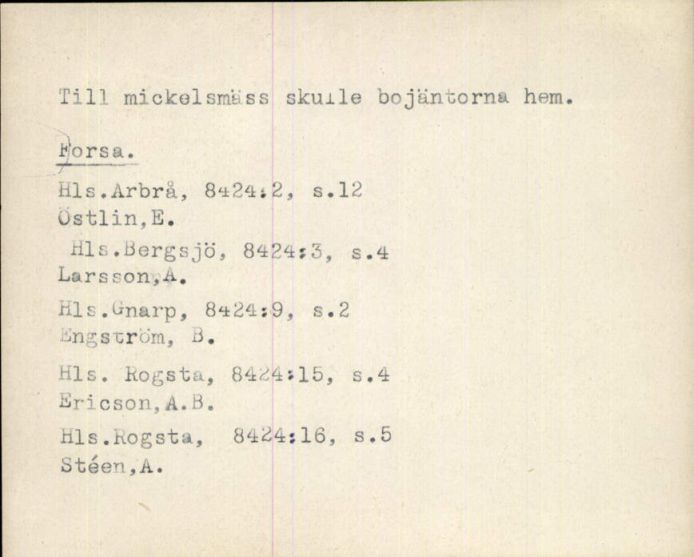 Till mickelsmäss skulle bojäntorna hem.
Forsa.
Hls.Arbrå, 8424:2, s.12
Östlin,E.
Hls.Bergsjö, 8424:3, s.4
Larsson,A.
Hls.Gnarp, 8424:9, s.2
Engström, B.
Hls. Rogsta, 8424:15, s.4
Ericson,A.B.
Hls.Rogsta, 8424:16, s.5
Stéen,A.